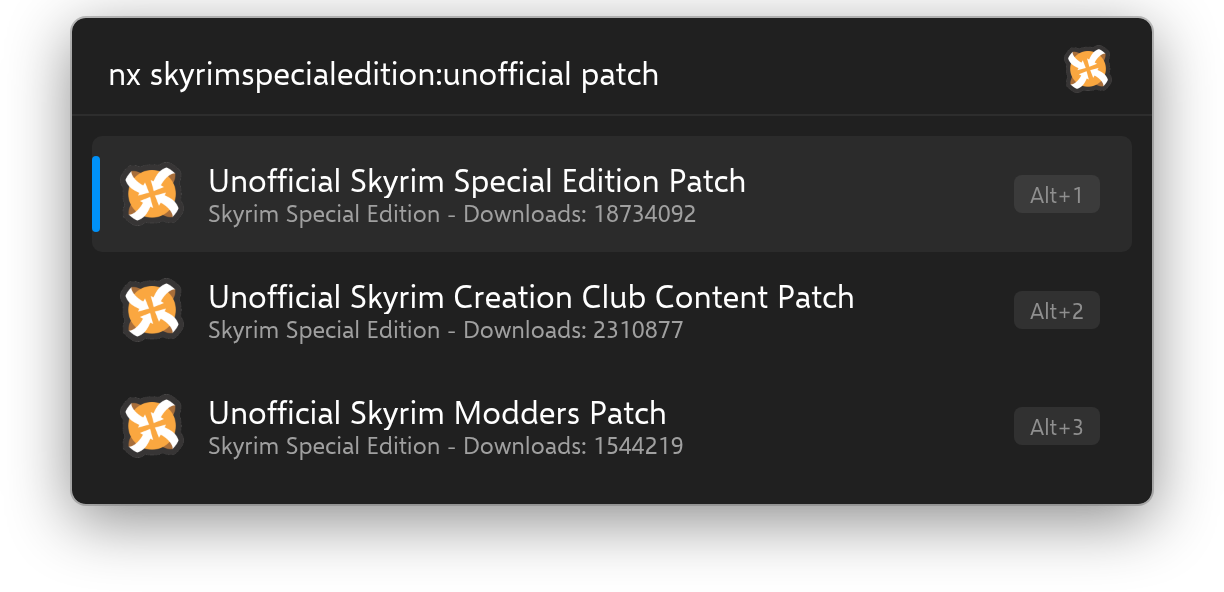 nx skyrimspecialedition:unofficial patch
Unofficial Skyrim Special Edition Patch
Skyrim Special Edition - Downloads: 18734092
Alt+1
Unofficial Skyrim Creation Club Content Patch
Skyrim Special Edition - Downloads: 2310877
Alt+2
Unofficial Skyrim Modders Patch
Skyrim Special Edition - Downloads: 1544219
Alt+3